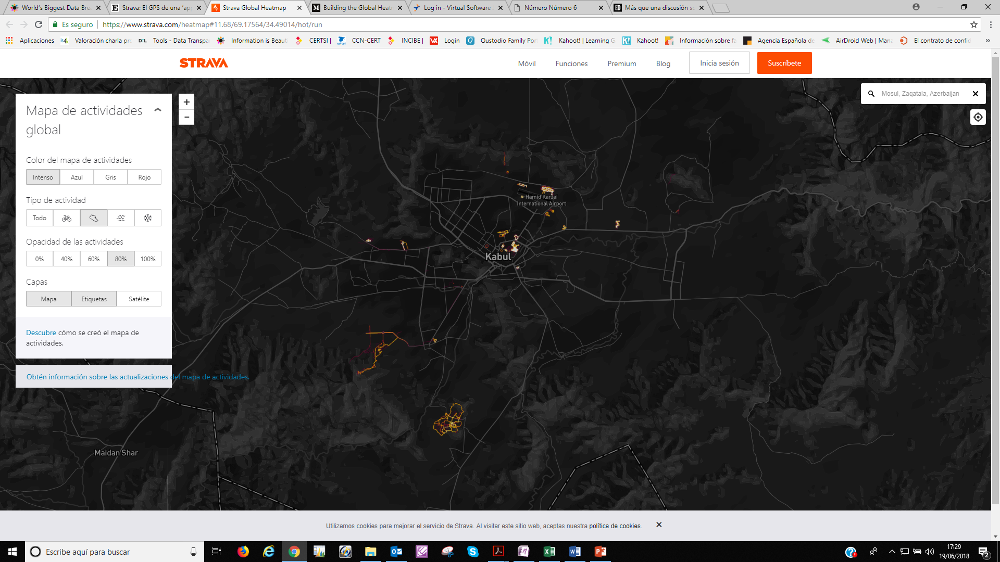 World's Biggest Data Bre
Strava: El GPS de una 'ap
Strava Global Heatmap
Building the Global Heat
Log in - Virtual Software
Número Número 6
Más que una discusión s
Es seguro
https://www.strava.com/heatmap#11.68/69.17564/34.49014/hot/run
Aplicaciones
Valoración charla pr
Tools - Data Transpa
Information is Beaut
CERTSI |
CCN-CERT
INCIBE |
Login
Qustodio Family Por
Kahoot! | Learning G
Kahoot!
Información sobre fa
Agencia Española de
AirDroid Web | Mana
El contrato de confid
STRAVA
Móvil
Funciones
Premium
Blog
Inicia sesión
Suscríbete
Mosul, Zaqatala, Azerbaijan
Mapa de actividades
global
Color del mapa de actividades
Intenso Azul Gris Rojo
Tipo de actividad
Todo
Opacidad de las actividades
0% 40% 60% 80% 100%
Capas
Mapa Etiquetas Satélite
Descubre cómo se creó el mapa de
actividades.
Obtén información sobre las actualizaciones del mapa de actividades.
Hamid Karzai
International Airport
Kabul
Maidan Shar
Utilizamos cookies para mejorar el servicio de Strava. Al visitar este sitio web, aceptas nuestra política de cookies.
Escribe aquí para buscar
17:29
19/06/2018
2